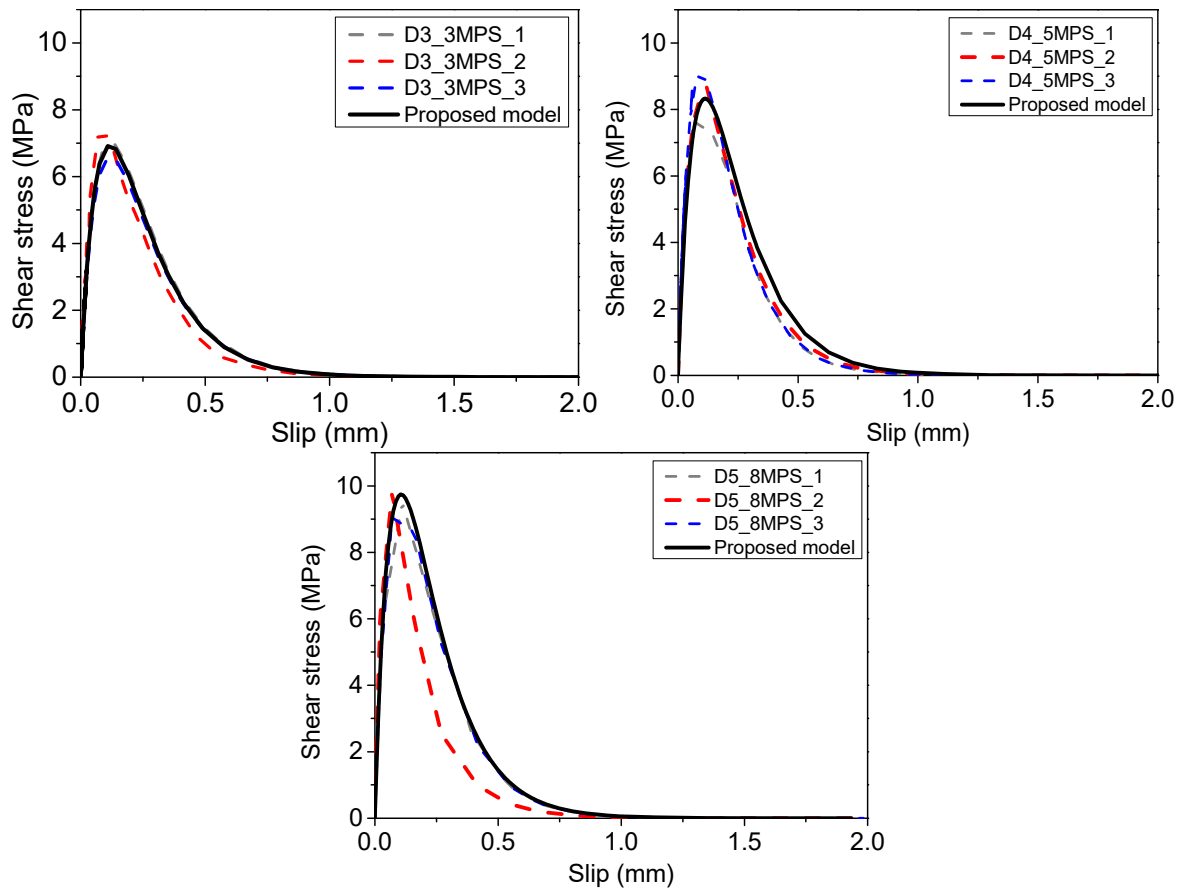 D3_3MPS_1
D3_3MPS_2
D3_3MPS_3
Proposed model
10
8
6
4
2
0
Shear stress (MPa)
0.0 0.5 1.0 1.5 2.0
Slip (mm)
D4_5MPS_1
D4_5MPS_2
D4_5MPS_3
Proposed model
10
8
6
4
2
0
Shear stress (MPa)
0.0 0.5 1.0 1.5 2.0
Slip (mm)
D5_8MPS_1
D5_8MPS_2
D5_8MPS_3
Proposed model
10
8
6
4
2
0
Shear stress (MPa)
0.0 0.5 1.0 1.5 2.0
Slip (mm)